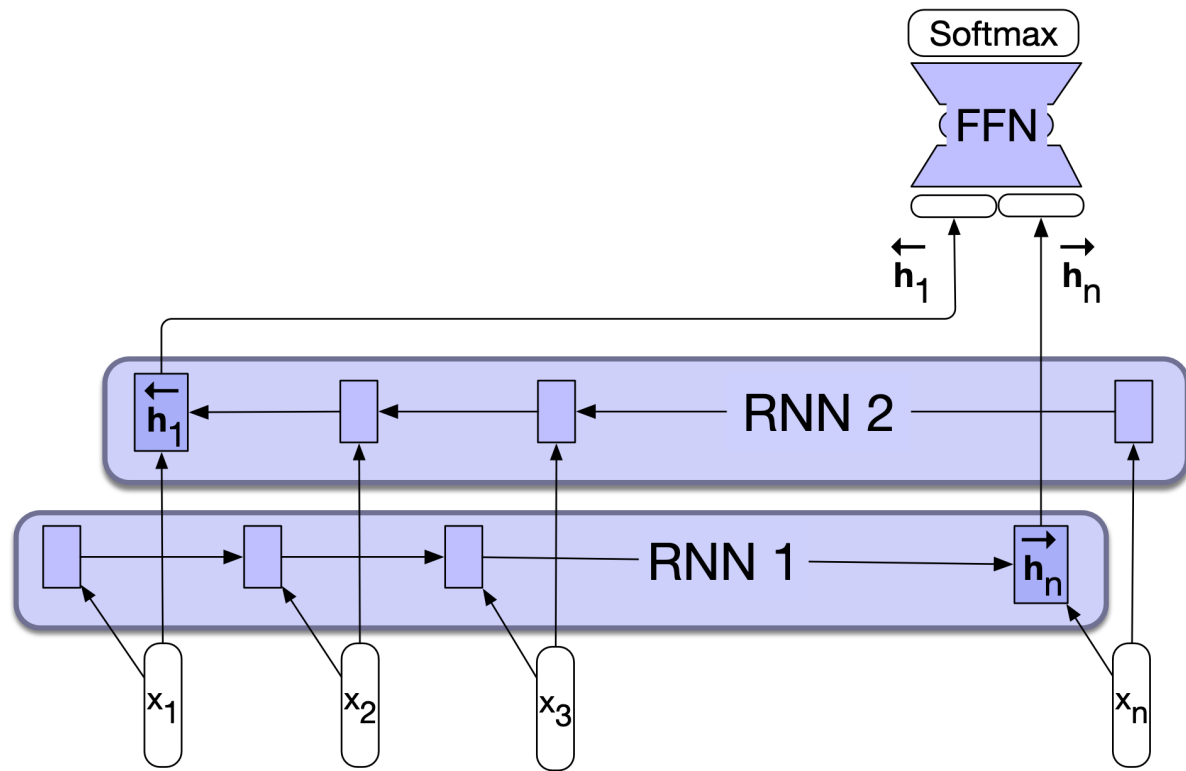 Softmax
FFN
←h₁ →hₙ
←h₁ RNN 2
RNN 1 →hₙ
x₁ x₂ x₃ xₙ